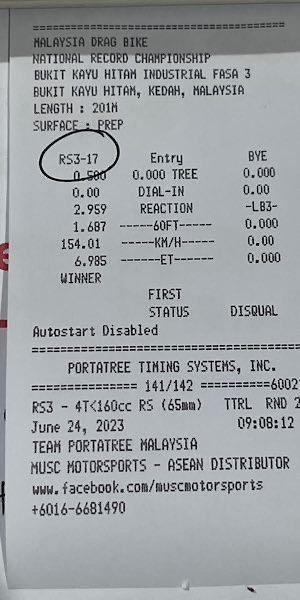 ==============================================
MALAYSIA DRAG BIKE
NATIONAL RECORD CHAMPIONSHIP
BUKIT KAYU HITAM INDUSTRIAL FASA 3
BUKIT KAYU HITAM, KEDAH, MALAYSIA
LENGTH : 201M
SURFACE : PREP
RS3-17 Entry BYE
0.500 0.000 TREE 0.000
0.00 DIAL-IN 0.00
2.959 REACTION -LB3-
1.687 ------60FT------ 0.000
154.01 ------KM/H----- 0.00
6.985 ------ET----- 0.000
WINNER
FIRST
STATUS DISQUAL
Autostart Disabled
==============================================
PORTATREE TIMING SYSTEMS, INC.
=============== 141/142 ==========6002
RS3 - 4T<160cc RS (65mm) TTRL RND 2
June 24, 2023 09:08:12
TEAM PORTATREE MALAYSIA
MUSC MOTORSPORTS - ASEAN DISTRIBUTOR
www.facebook.com/muscmotorsports
+6016-6681490